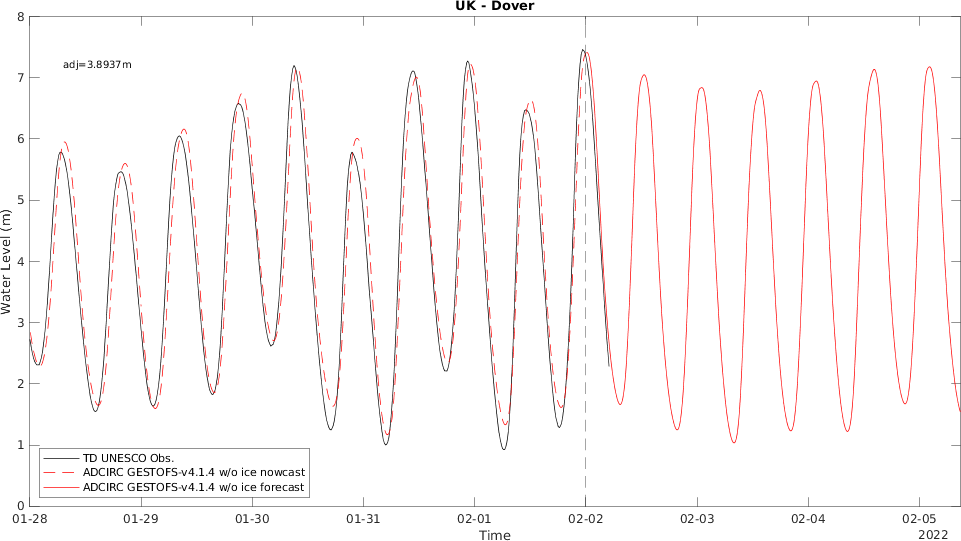 UK - Dover
8
adj=3.8937m
7
6
5
4
3
2
1
0
Water Level (m)
TD UNESCO Obs.
ADCIRC GESTOFS-v4.1.4 w/o ice nowcast
ADCIRC GESTOFS-v4.1.4 w/o ice forecast
01-28 01-29 01-30 01-31 02-01 02-02 02-03 02-04 02-05
Time
2022